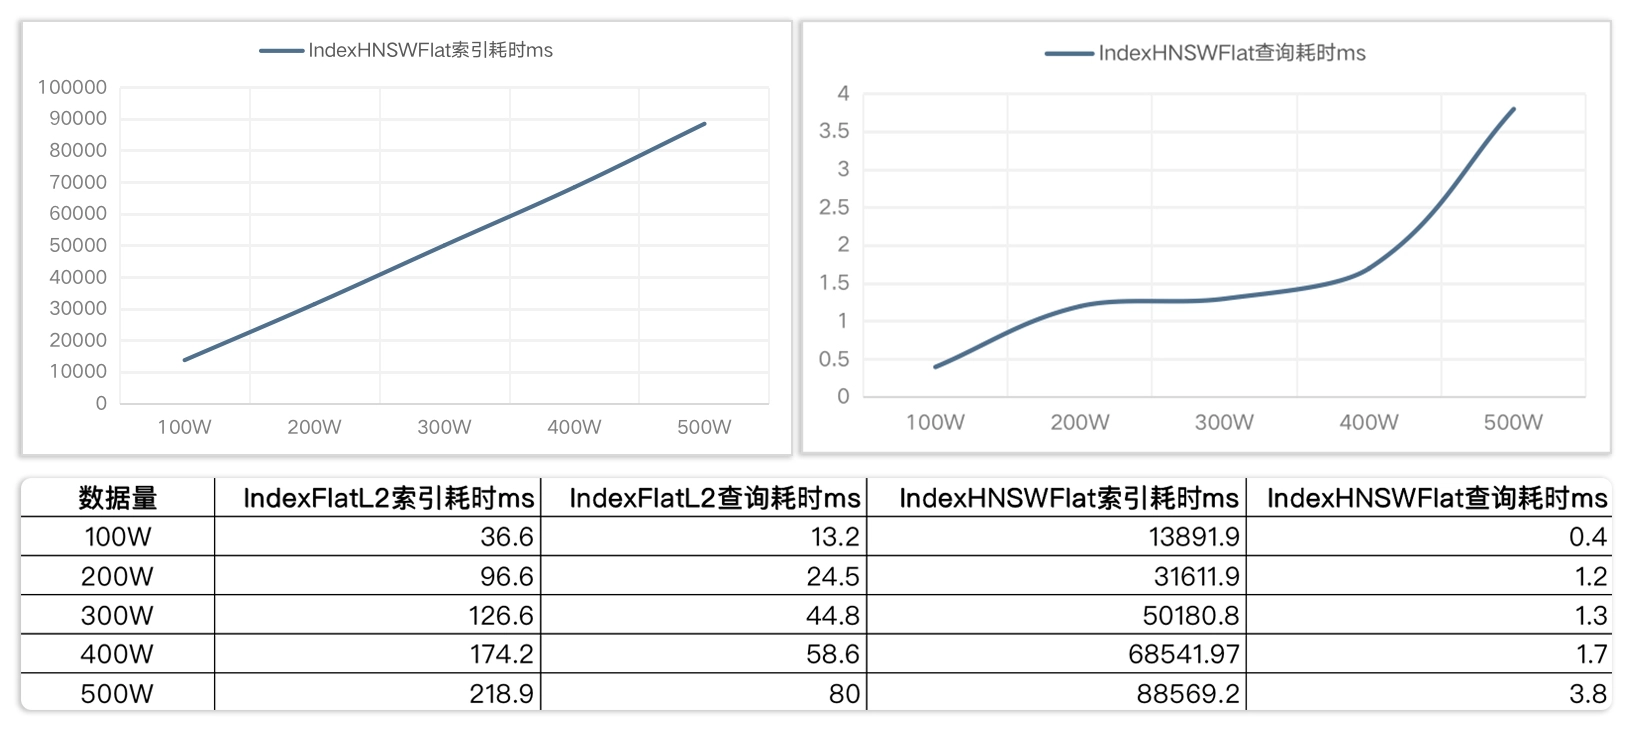 IndexHNSWFlat索引耗时ms
100000
90000
80000
70000
60000
50000
40000
30000
20000
10000
0
100W 200W 300W 400W 500W
IndexHNSWFlat查询耗时ms
4
3.5
3
2.5
2
1.5
1
0.5
0
100W 200W 300W 400W 500W
数据量 IndexFlatL2索引耗时ms IndexFlatL2查询耗时ms IndexHNSWFlat索引耗时ms IndexHNSWFlat查询耗时ms
100W 36.6 13.2 13891.9 0.4
200W 96.6 24.5 31611.9 1.2
300W 126.6 44.8 50180.8 1.3
400W 174.2 58.6 68541.97 1.7
500W 218.9 80 88569.2 3.8